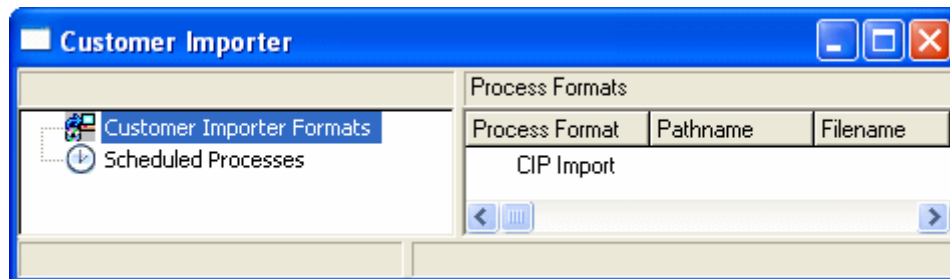 Customer Importer
Process Formats
Customer Importer Formats
Scheduled Processes
Process Format Pathname Filename
CIP Import